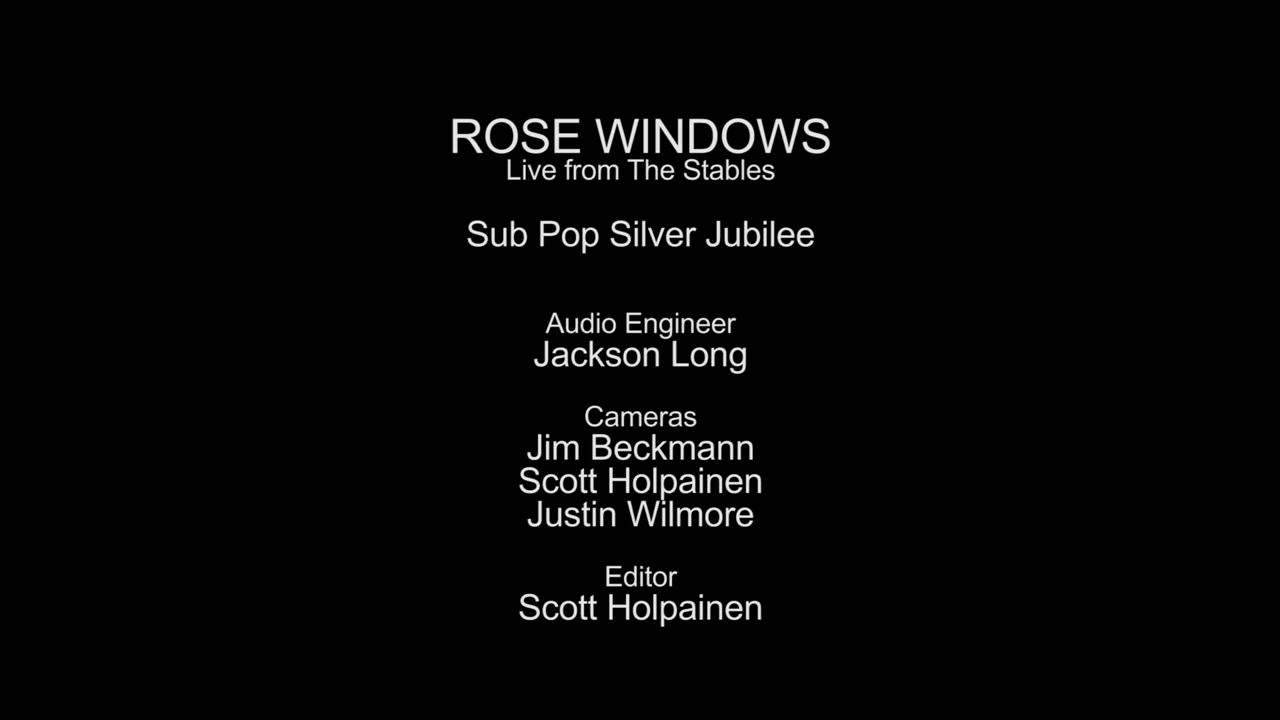 ROSE WINDOWS
Live from The Stables
Sub Pop Silver Jubilee
Audio Engineer
Jackson Long
Cameras
Jim Beckmann
Scott Holpainen
Justin Wilmore
Editor
Scott Holpainen